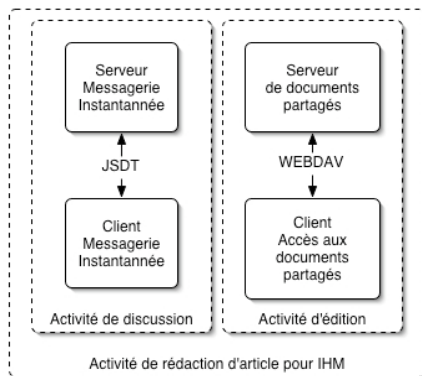 Serveur
Messagerie
Instantannée
JSDT
Client
Messagerie
Instantannée
Activité de discussion
Serveur
de documents
partagés
WEBDAV
Client
Accès aux
documents
partagés
Activité d'édition
Activité de rédaction d'article pour IHM